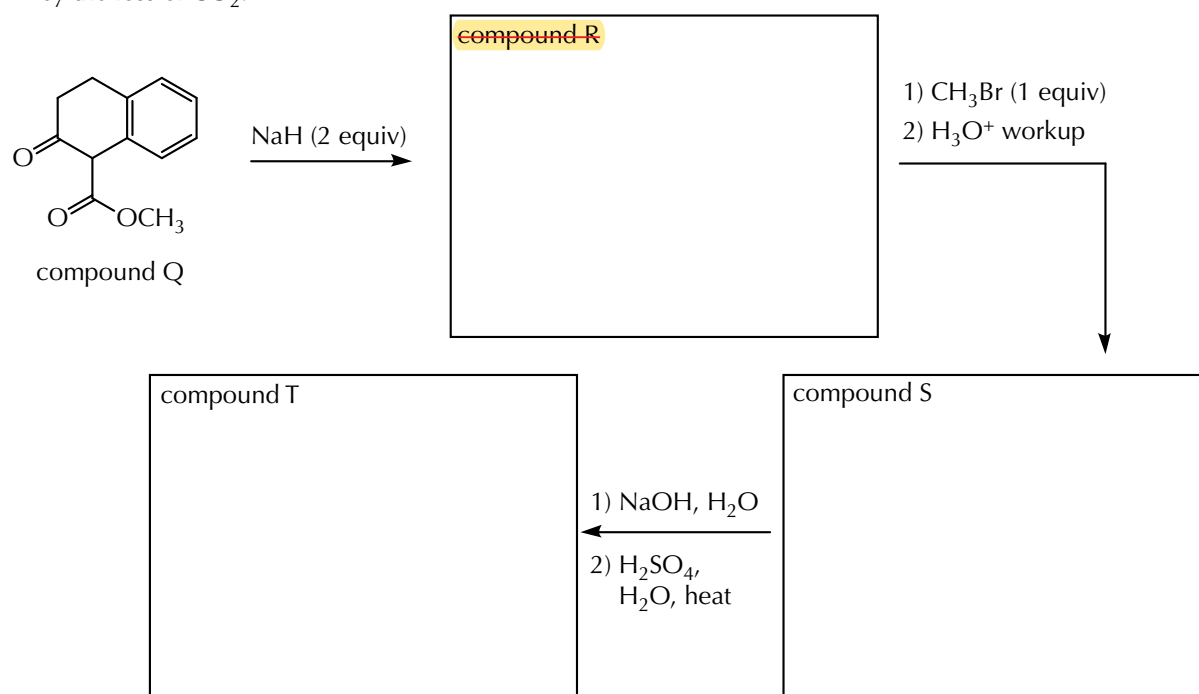 compound R
O
O
OCH3
compound Q
NaH (2 equiv)
1) CH3Br (1 equiv)
2) H3O+ workup
compound T
compound S
1) NaOH, H2O
2) H2SO4,
H2O, heat